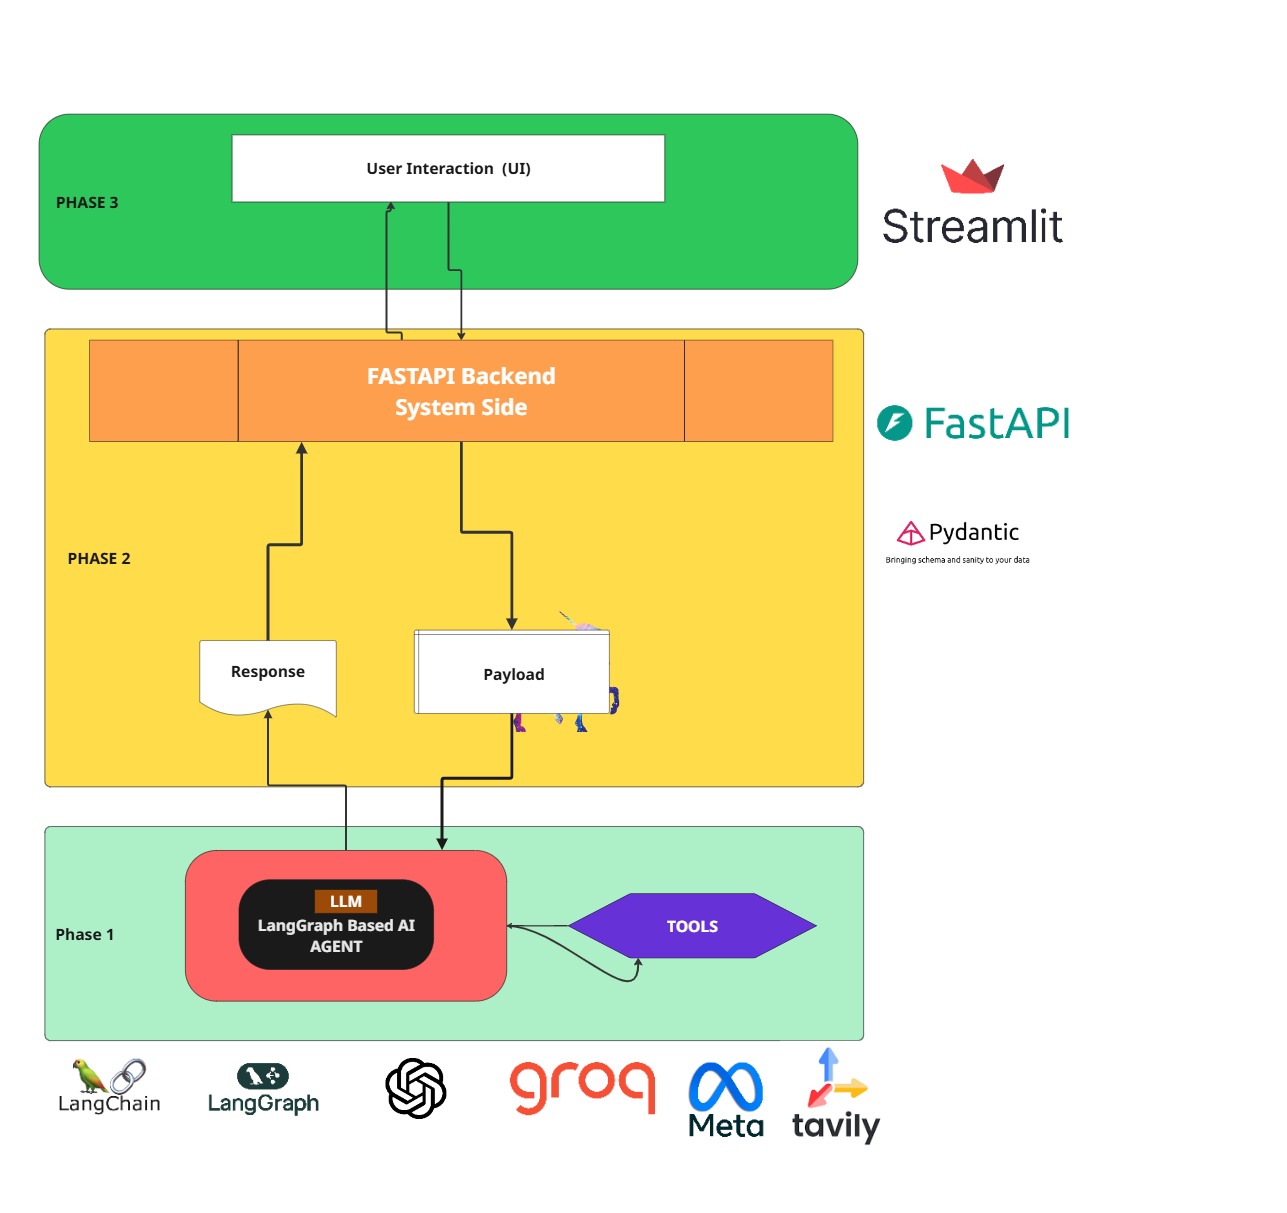 User Interaction  (UI)
PHASE 3
Streamlit
FASTAPI Backend
System Side
FastAPI
Pydantic
Bringing schema and sanity to your data
PHASE 2
Response
Payload
LLM
LangGraph Based AI
AGENT
TOOLS
Phase 1
LangChain
LangGraph
groq
Meta
tavily